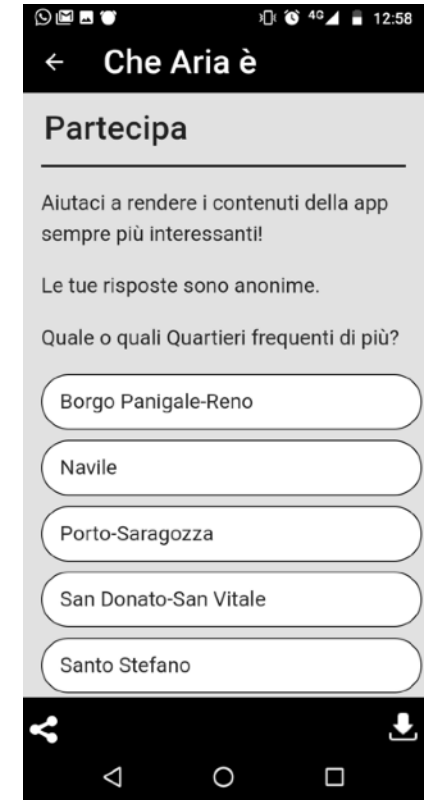 4G 12:58
Che Aria è
Partecipa
Aiutaci a rendere i contenuti della app
sempre più interessanti!
Le tue risposte sono anonime.
Quale o quali Quartieri frequenti di più?
Borgo Panigale-Reno
Navile
Porto-Saragozza
San Donato-San Vitale
Santo Stefano